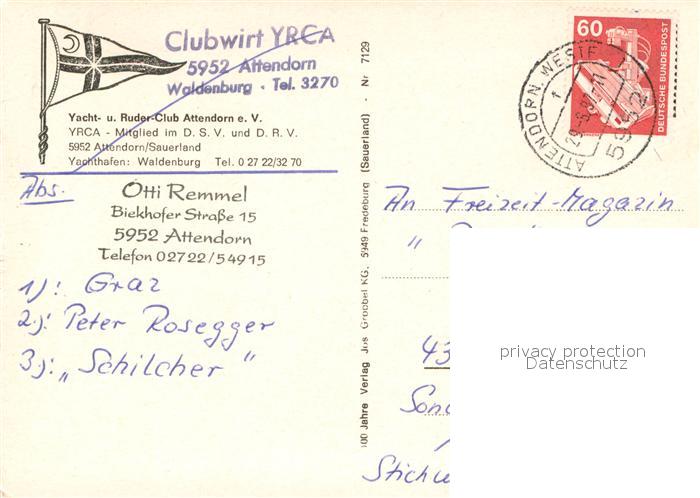 Clubwirt YRCA
5952 Attendorn
Waldenburg · Tel. 3270
Yacht- u. Ruder-Club Attendorn e. V.
YRCA - Mitglied im D. S. V. und D. R. V.
5952 Attendorn/Sauerland
Yachthafen: Waldenburg Tel. 0 27 22/32 70
Abs.
Otti Remmel
Biekhofer Straße 15
5952 Attendorn
Telefon 02722/54915
1.): Graz
2.): Peter Rosegger
3.): „Schilcher"
100 Jahre Verlag Jos Grobbel KG. 5949 Fredeburg (Sauerland) - Nr 7129
60
DEUTSCHE BUNDESPOST
ATTENDORN, WESTF
5952
An Freizeit-Magazin
"
43
privacy protection
Datenschutz